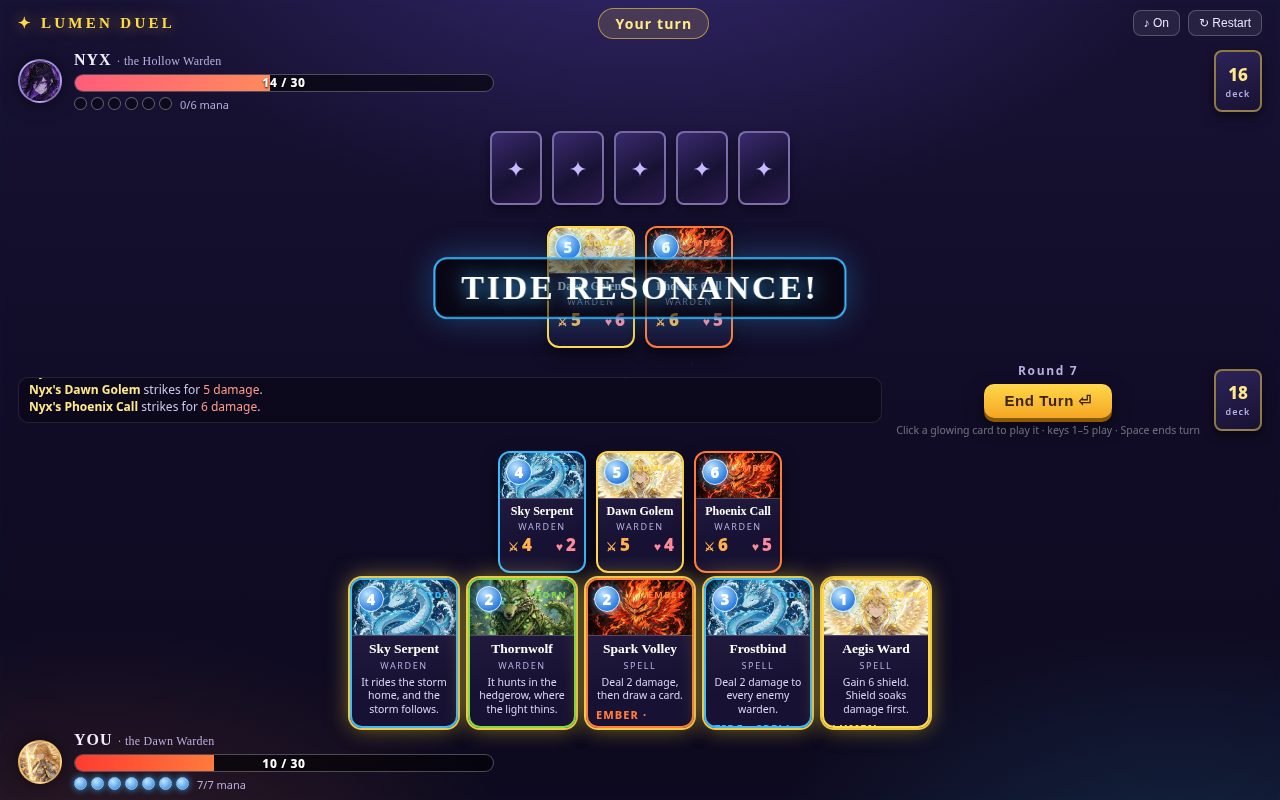 ✦ LUMEN DUEL
Your turn
♪ On
↻ Restart
NYX · the Hollow Warden
14 / 30
0/6 mana
16
deck
5
6
EMBER
TIDE RESONANCE!
WARDEN
WARDEN
5
6
6
5
Nyx's Dawn Golem strikes for 5 damage.
Nyx's Phoenix Call strikes for 6 damage.
Round 7
End Turn ⏎
Click a glowing card to play it · keys 1–5 play · Space ends turn
18
deck
4
5
6
EMBER
Sky Serpent
WARDEN
4
2
Dawn Golem
WARDEN
5
4
Phoenix Call
WARDEN
6
5
4
Sky Serpent
WARDEN
It rides the storm
home, and the
storm follows.
2
Thornwolf
WARDEN
It hunts in the
hedgerow, where
the light thins.
2
EMBER
Spark Volley
SPELL
Deal 2 damage,
then draw a card.
EMBER ·
3
Frostbind
SPELL
Deal 2 damage to
every enemy
warden.
1
Aegis Ward
SPELL
Gain 6 shield.
Shield soaks
damage first.
YOU · the Dawn Warden
10 / 30
7/7 mana